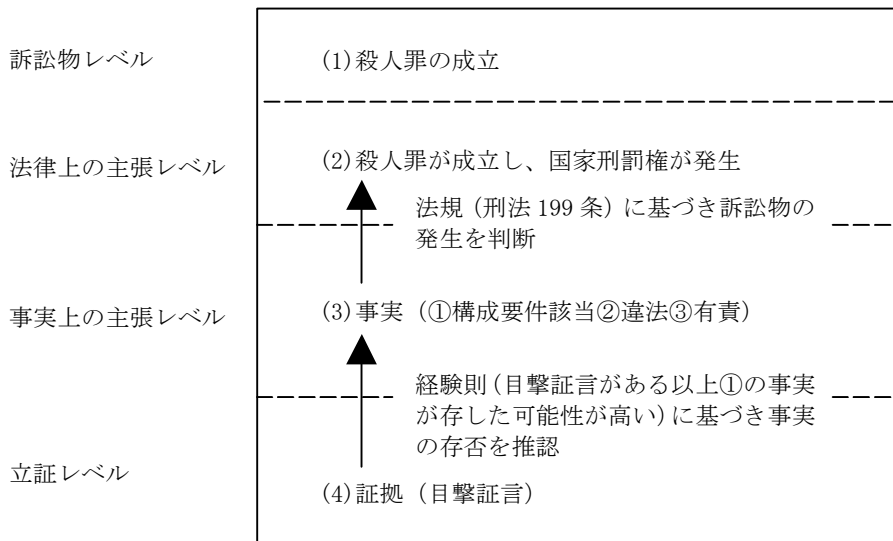 訴訟物レベル
(1)殺人罪の成立
法律上の主張レベル
(2)殺人罪が成立し、国家刑罰権が発生
法規（刑法 199 条）に基づき訴訟物の
発生を判断
事実上の主張レベル
(3)事実（①構成要件該当②違法③有責）
経験則（目撃証言がある以上①の事実
が存した可能性が高い）に基づき事実
の存否を推認
立証レベル
(4)証拠（目撃証言）